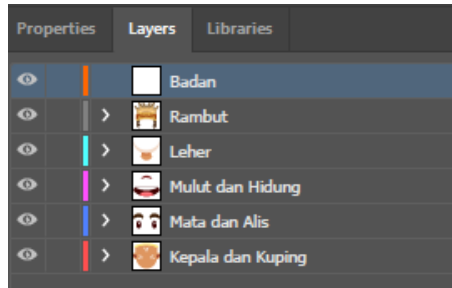 Properties Layers Libraries
Badan
Rambut
Leher
Mulut dan Hidung
Mata dan Alis
Kepala dan Kuping